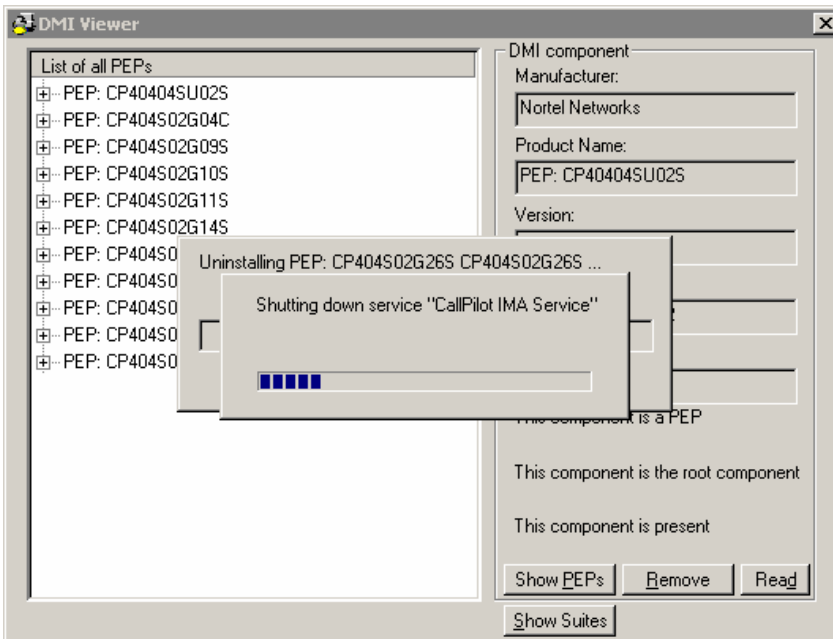 DMI Viewer
List of all PEPs
PEP: CP40404SU02S
PEP: CP404S02G04C
PEP: CP404S02G09S
PEP: CP404S02G10S
PEP: CP404S02G11S
PEP: CP404S02G14S
PEP: CP404S0
PEP: CP404S0
PEP: CP404S0
PEP: CP404S0
PEP: CP404S0
Uninstalling PEP: CP404S02G26S CP404S02G26S ...
Shutting down service "CallPilot IMA Service"
DMI component
Manufacturer:
Nortel Networks
Product Name:
PEP: CP40404SU02S
Version:
This component is a PEP
This component is the root component
This component is present
Show PEPs
Remove
Read
Show Suites